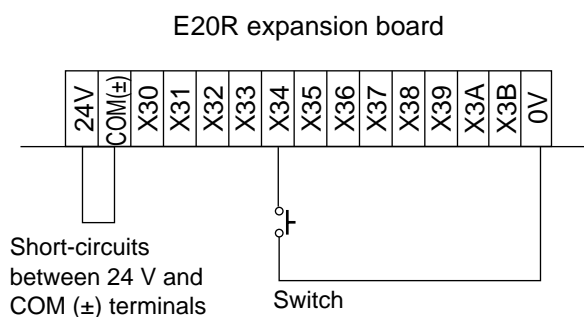 E20R expansion board
24V COM(±) X30 X31 X32 X33 X34 X35 X36 X37 X38 X39 X3A X3B 0V
Short-circuits
between 24 V and
COM (±) terminals
Switch